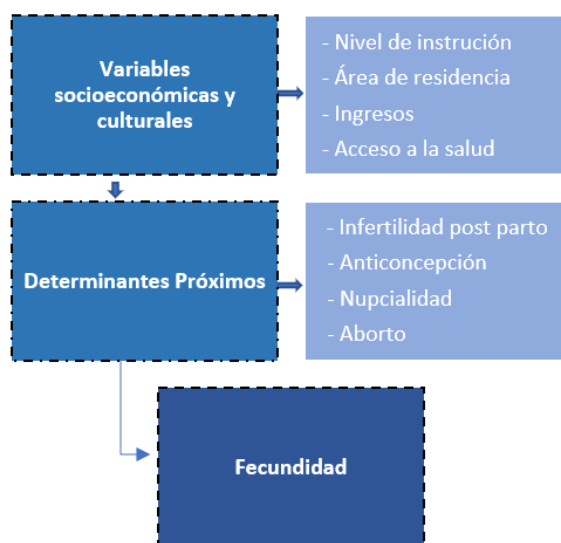 Variables
socioeconómicas y
culturales
- Nivel de instrución
- Área de residencia
- Ingresos
- Acceso a la salud
Determinantes Próximos
- Infertilidad post parto
- Anticoncepción
- Nupcialidad
- Aborto
Fecundidad